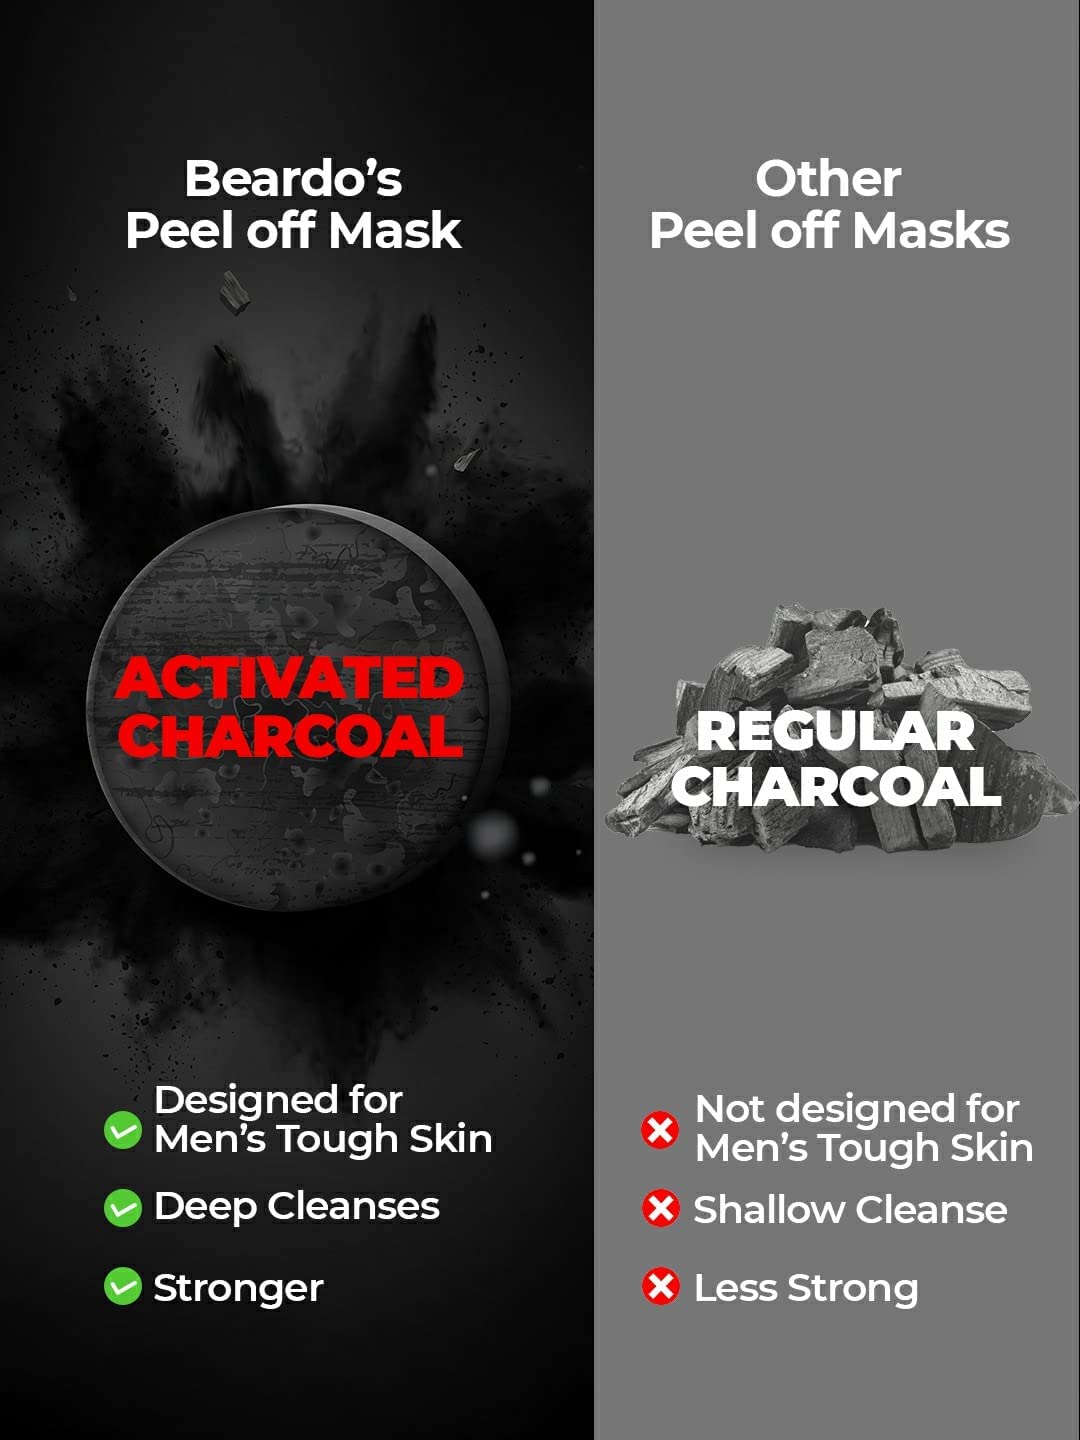 Beardo's
Peel off Mask
ACTIVATED
CHARCOAL
Designed for
Men's Tough Skin
Deep Cleanses
Stronger
Other
Peel off Masks
REGULAR
CHARCOAL
Not designed for
Men's Tough Skin
Shallow Cleanse
Less Strong